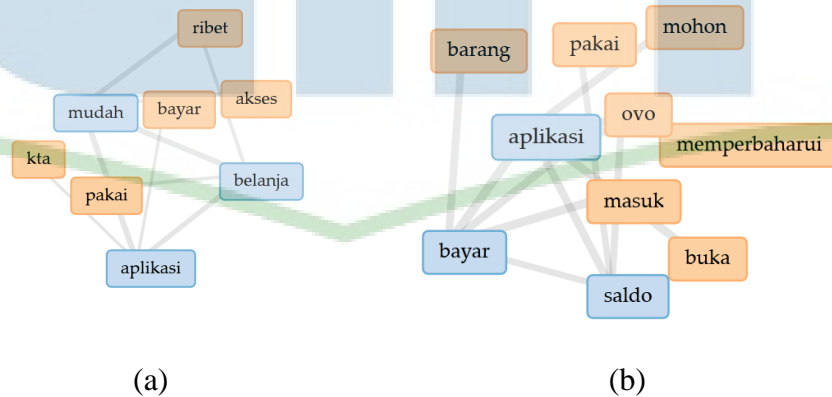 ribet
mudah
bayar
akses
kta
pakai
belanja
aplikasi
barang
pakai
mohon
aplikasi
ovo
memperbaharui
masuk
bayar
buka
saldo
(a)
(b)